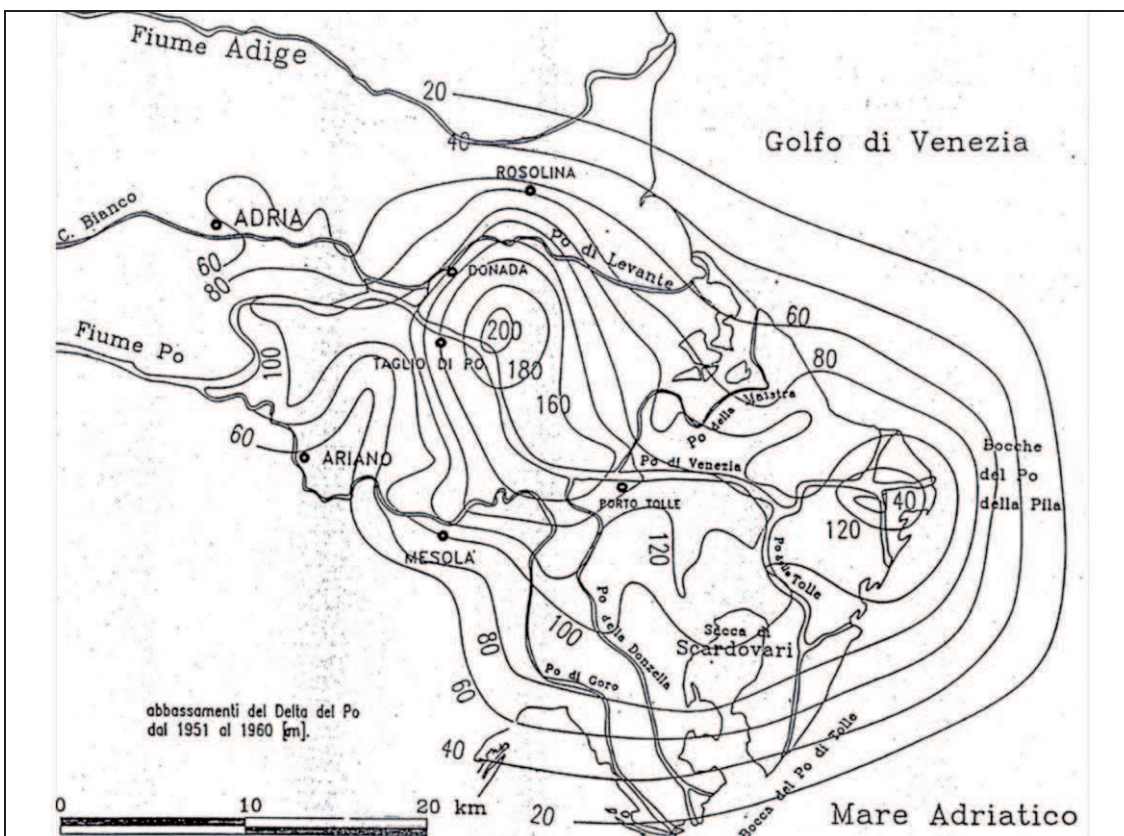 Fiume Adige
20
40
Golfo di Venezia
ROSOLINA
C. Bianco
ADRIA
Po di Levante
60
80
DONADA
Fiume Po
200
60
100
TAGLIO DI PO
180
80
160
Po della Maistra
60
ARIANO
Po di Venezia
Bocche
del Po
della Pila
PORTO TOLLE
140
120
MESOLA
120
Po delle Tolle
Po della Donzella
100
Sacca di
Scardovari
80
Po di Goro
60
abbassamenti del Delta del Po
dal 1951 al 1960 [cm].
40
Bocca del Po di Tolle
0 10 20 km
20
Mare Adriatico